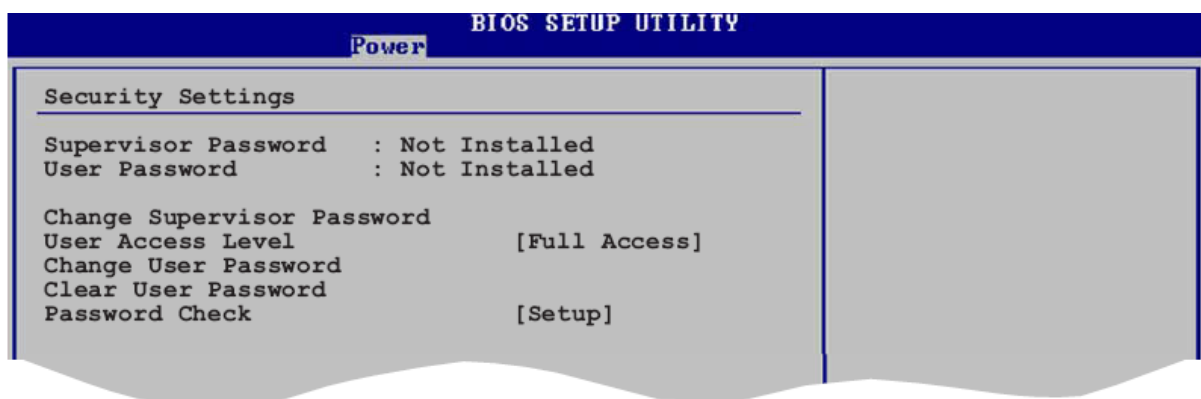 BIOS SETUP UTILITY
Power
Security Settings
Supervisor Password : Not Installed
User Password : Not Installed
Change Supervisor Password
User Access Level [Full Access]
Change User Password
Clear User Password
Password Check [Setup]